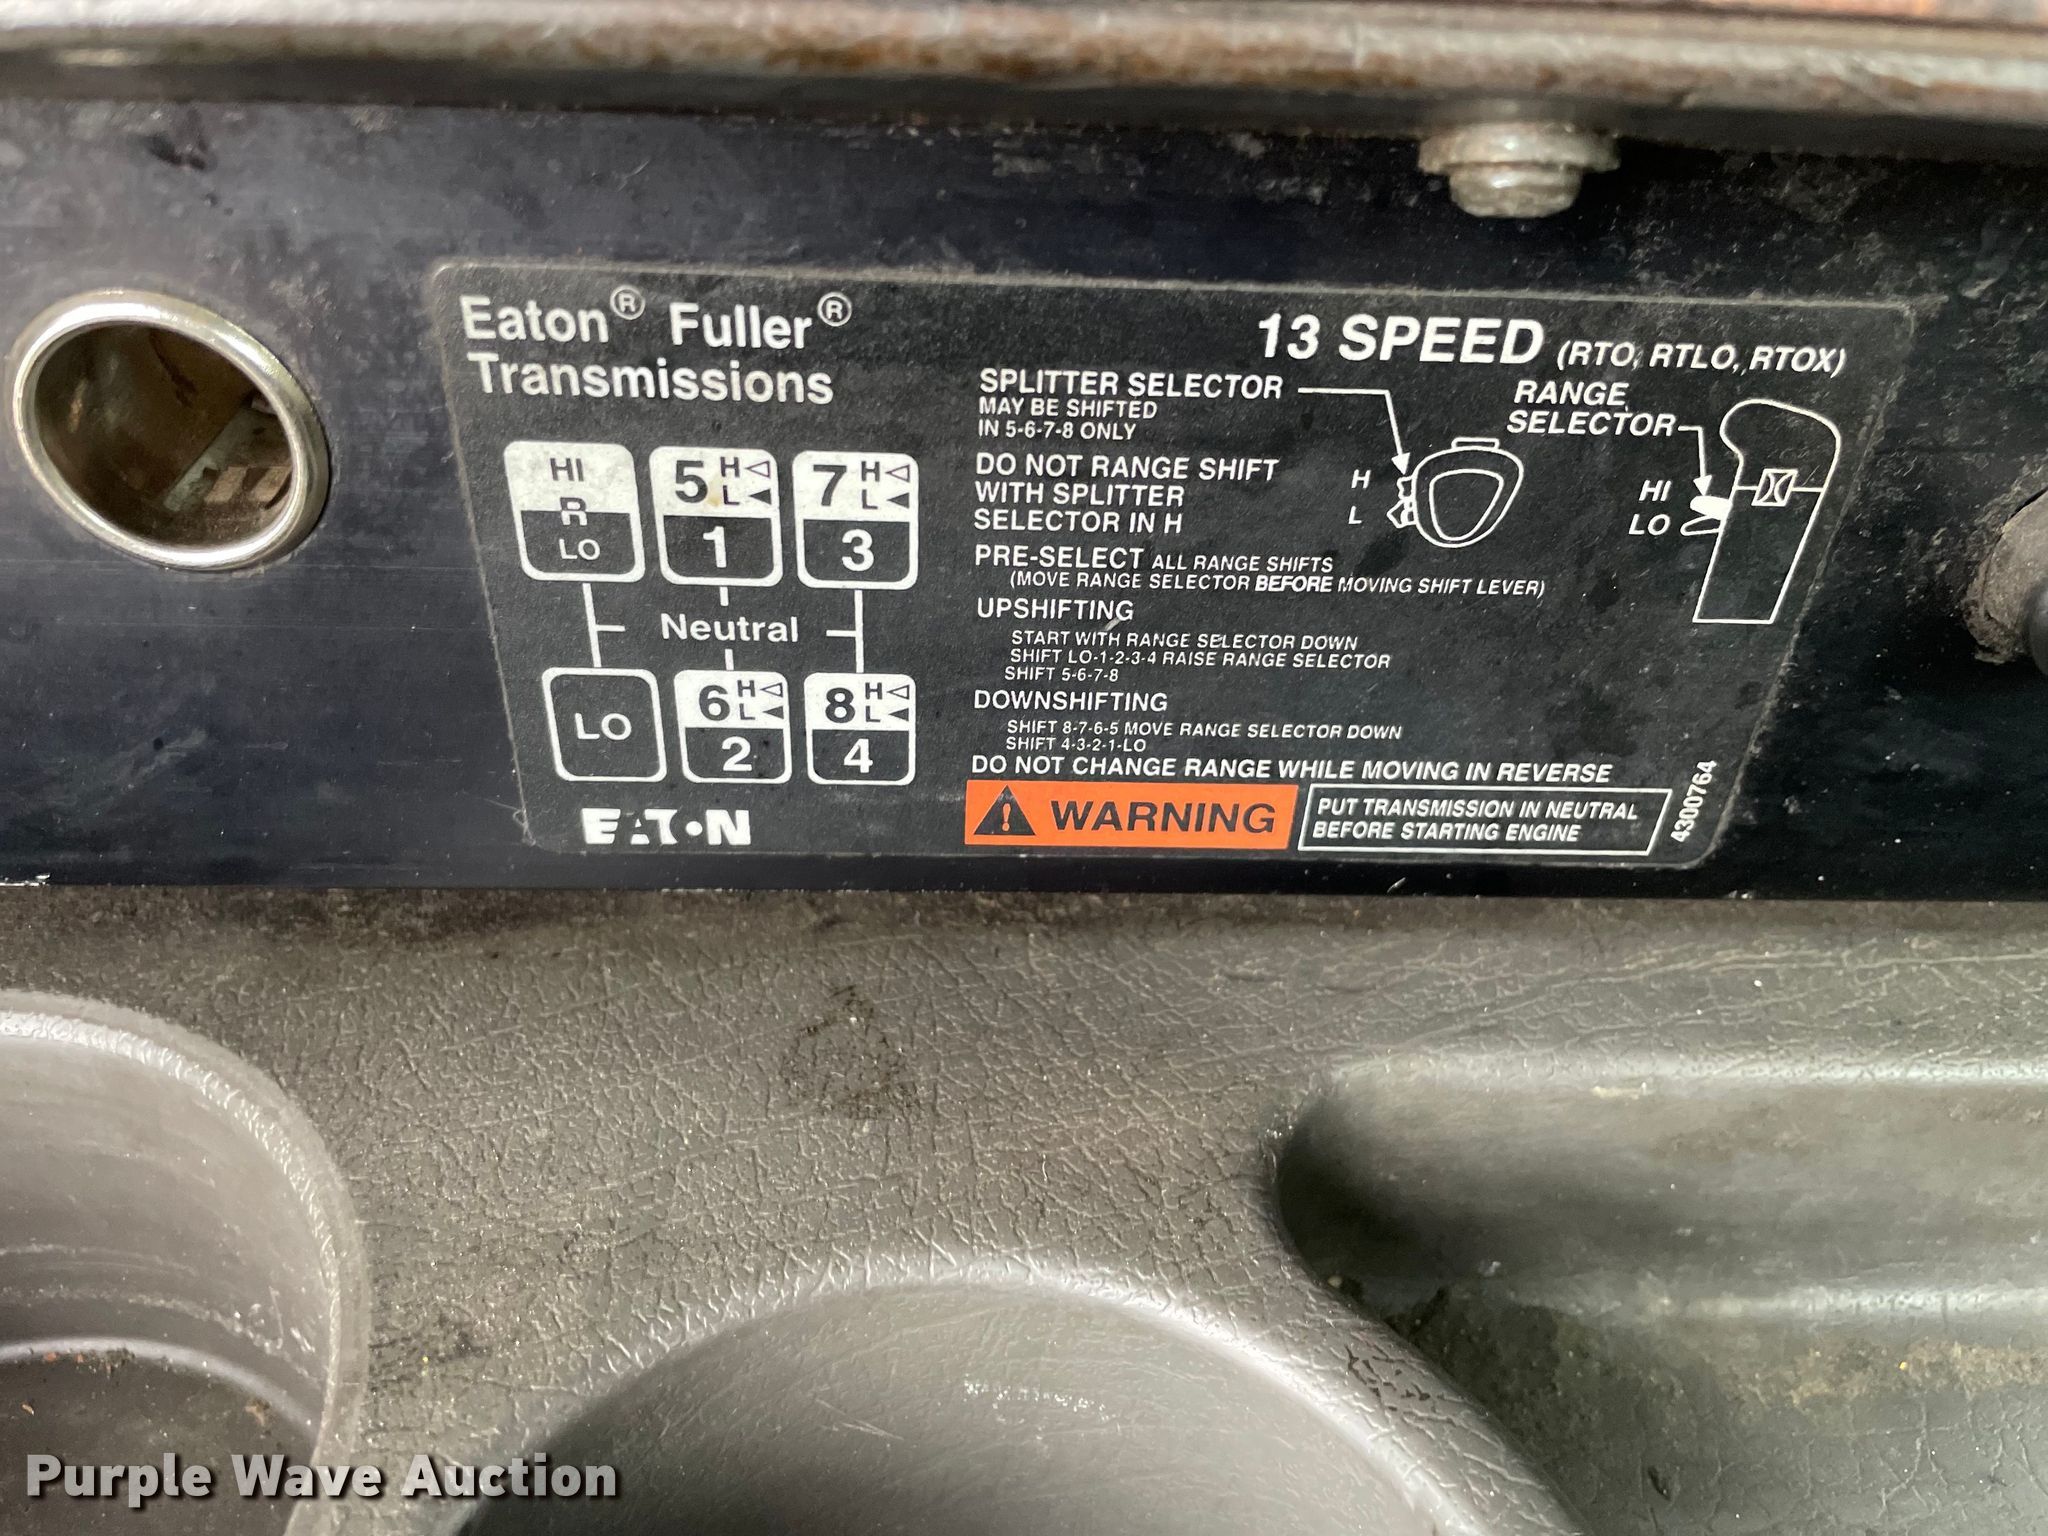 Eaton® Fuller®
Transmissions
13 SPEED (RTO, RTLO, RTOX)
HI
R
LO
5 H L
1
7 H L
3
Neutral
LO
6 H L
2
8 H L
4
EATON
SPLITTER SELECTOR
MAY BE SHIFTED
IN 5-6-7-8 ONLY
H
L
RANGE
SELECTOR
HI
LO
DO NOT RANGE SHIFT
WITH SPLITTER
SELECTOR IN H
PRE-SELECT ALL RANGE SHIFTS
(MOVE RANGE SELECTOR BEFORE MOVING SHIFT LEVER)
UPSHIFTING
START WITH RANGE SELECTOR DOWN
SHIFT LO-1-2-3-4 RAISE RANGE SELECTOR
SHIFT 5-6-7-8
DOWNSHIFTING
SHIFT 8-7-6-5 MOVE RANGE SELECTOR DOWN
SHIFT 4-3-2-1-LO
DO NOT CHANGE RANGE WHILE MOVING IN REVERSE
WARNING
PUT TRANSMISSION IN NEUTRAL
BEFORE STARTING ENGINE
4300764
Purple Wave Auction